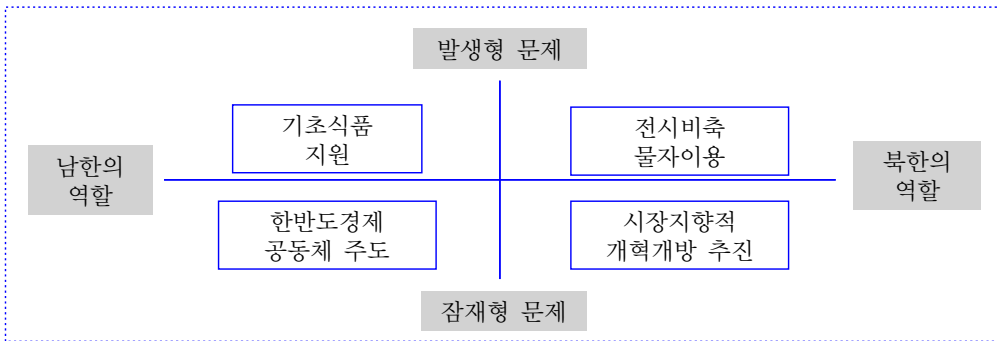 발생형 문제
기초식품
지원
전시비축
물자이용
남한의
역할
북한의
역할
한반도경제
공동체 주도
시장지향적
개혁개방 추진
잠재형 문제